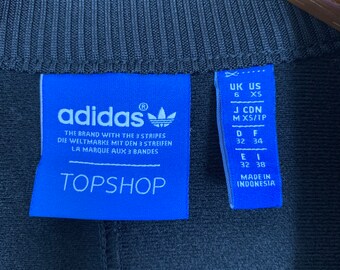 adidas®
THE BRAND WITH THE 3 STRIPES
DIE WELTMARKE MIT DEN 3 STREIFEN
LA MARQUE AUX 3 BANDES
TOPSHOP
UK US
6 XS
J CDN
M XS/TP
D F
32 34
E I
32 38
MADE IN
INDONESIA